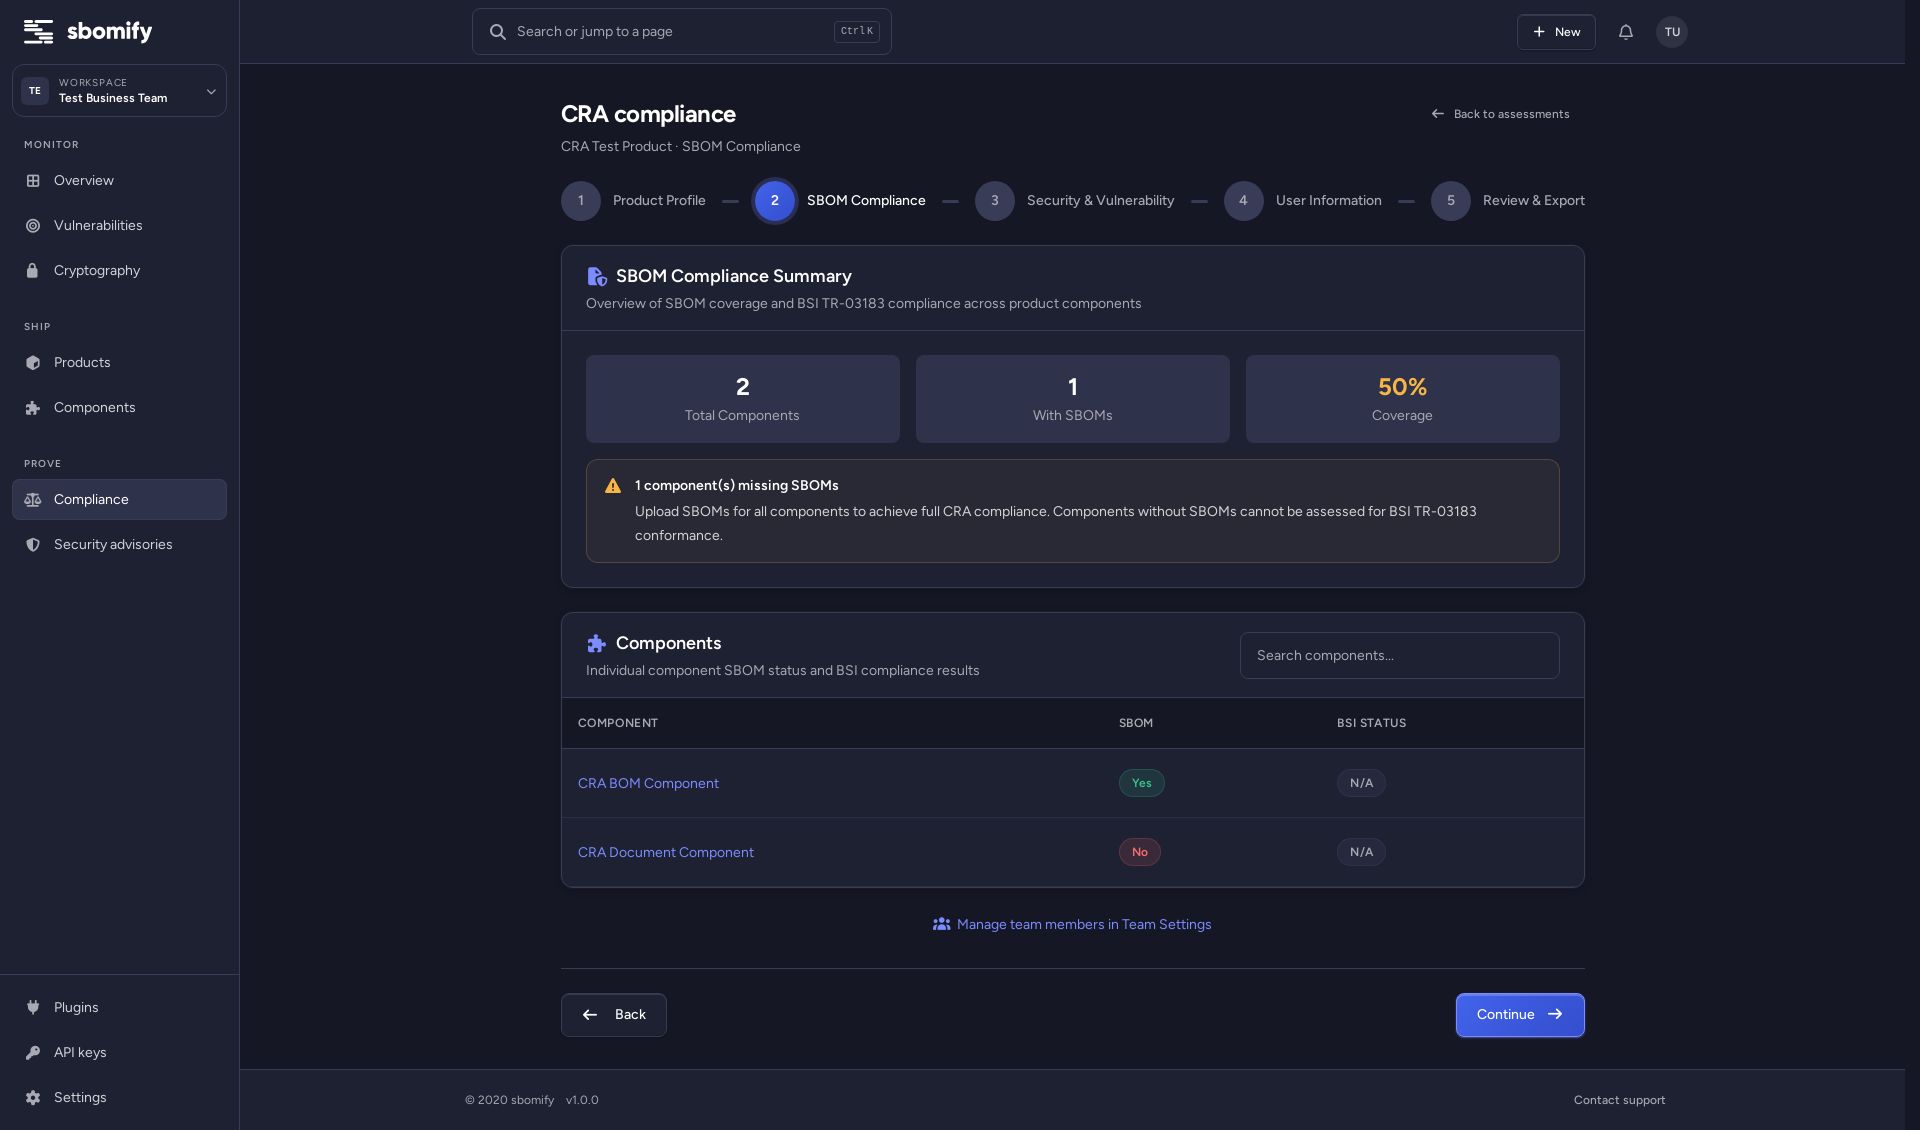 sbomify
Search or jump to a page
Ctrl K
New
TU
TE
WORKSPACE
Test Business Team
MONITOR
Overview
Vulnerabilities
Cryptography
SHIP
Products
Components
PROVE
Compliance
Security advisories
Plugins
API keys
Settings
CRA compliance
Back to assessments
CRA Test Product · SBOM Compliance
1 Product Profile
2 SBOM Compliance
3 Security & Vulnerability
4 User Information
5 Review & Export
SBOM Compliance Summary
Overview of SBOM coverage and BSI TR-03183 compliance across product components
2
Total Components
1
With SBOMs
50%
Coverage
1 component(s) missing SBOMs
Upload SBOMs for all components to achieve full CRA compliance. Components without SBOMs cannot be assessed for BSI TR-03183
conformance.
Components
Individual component SBOM status and BSI compliance results
Search components...
COMPONENT SBOM BSI STATUS
CRA BOM Component Yes N/A
CRA Document Component No N/A
Manage team members in Team Settings
Back
Continue
© 2020 sbomify v1.0.0
Contact support